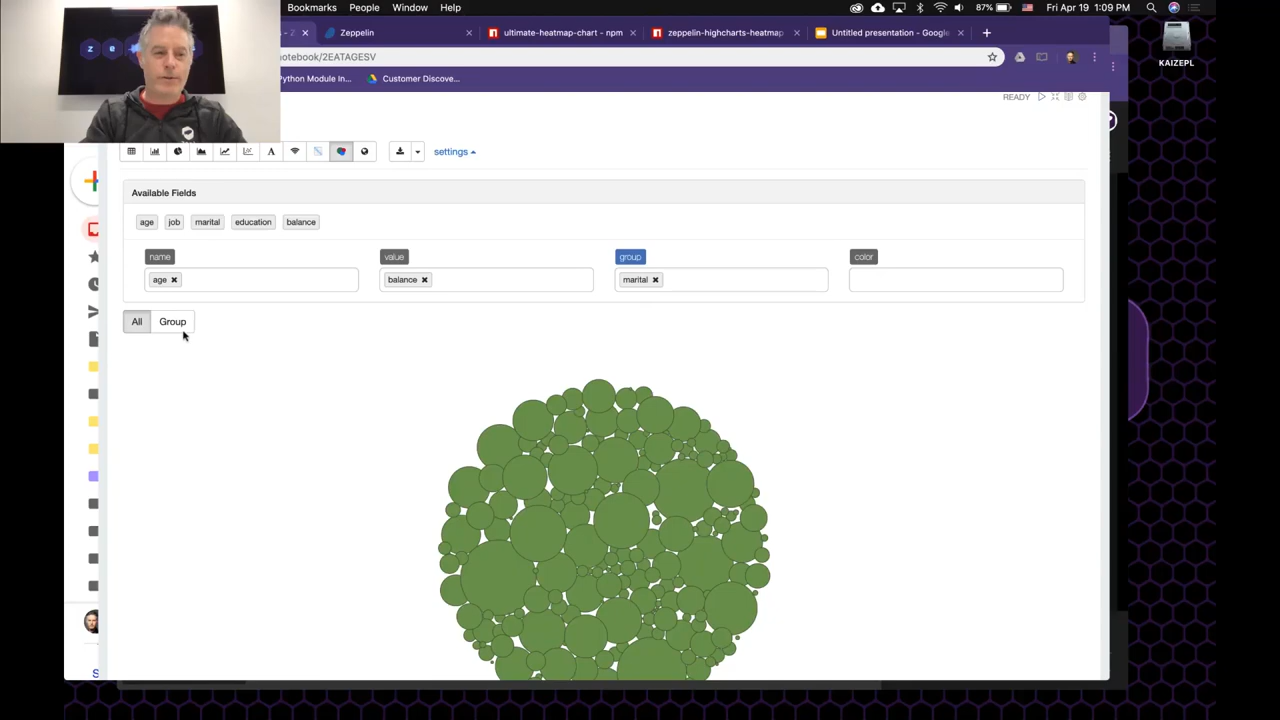 Bookmarks People Window Help
87% Fri Apr 19 1:09 PM
Zeppelin
ultimate-heatmap-chart - npm
zeppelin-highcharts-heatmap
Untitled presentation - Google
notebook/2EATAGESV
Python Module In...
Customer Discove...
KAIZEPL
READY
z e
A
settings
Available Fields
age job marital education balance
name value group color
age ✖ balance ✖ marital ✖
All Group